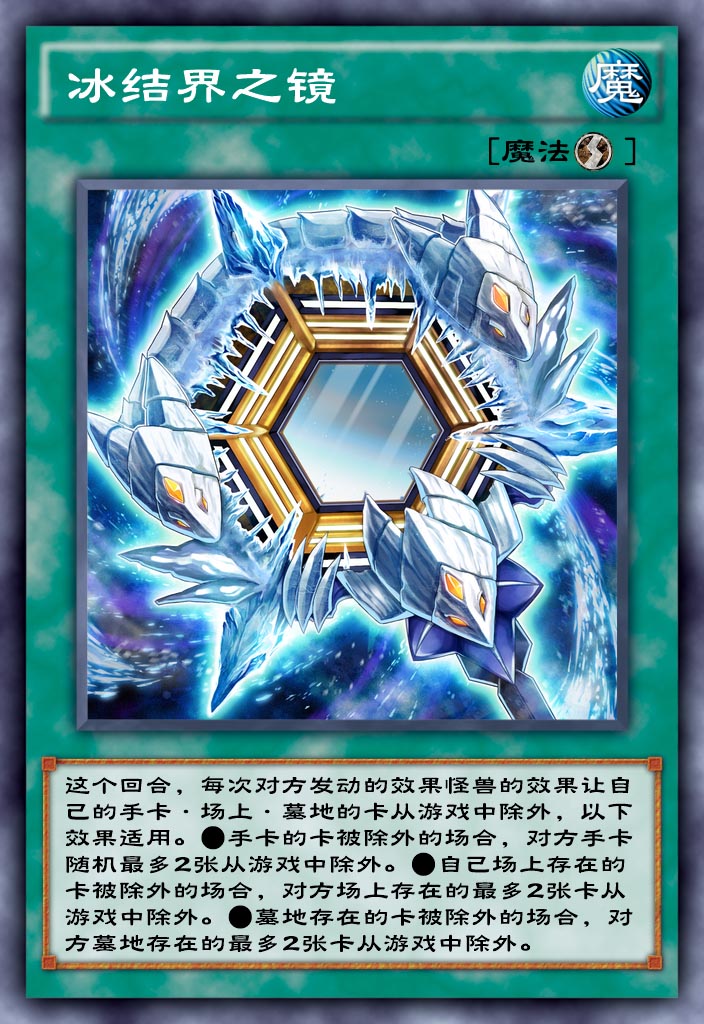 冰结界之镜
魔
[魔法 ]
这个回合，每次对方发动的效果怪兽的效果让自
己的手卡·场上·墓地的卡从游戏中除外，以下
效果适用。●手卡的卡被除外的场合，对方手卡
随机最多2张从游戏中除外。●自己场上存在的
卡被除外的场合，对方场上存在的最多2张卡从
游戏中除外。●墓地存在的卡被除外的场合，对
方墓地存在的最多2张卡从游戏中除外。